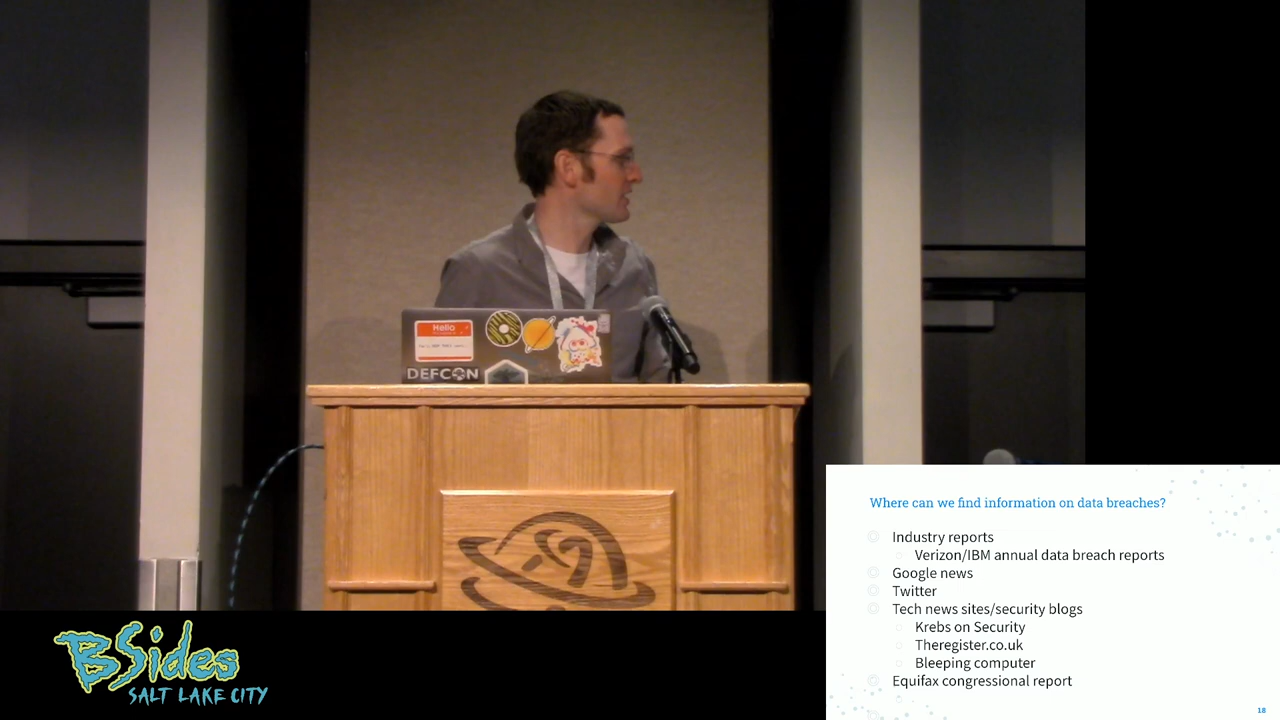 Hello
DEFCON
Where can we find information on data breaches?
Industry reports
Verizon/IBM annual data breach reports
Google news
Twitter
Tech news sites/security blogs
Krebs on Security
Theregister.co.uk
Bleeping computer
Equifax congressional report
18
BSides
SALT LAKE CITY